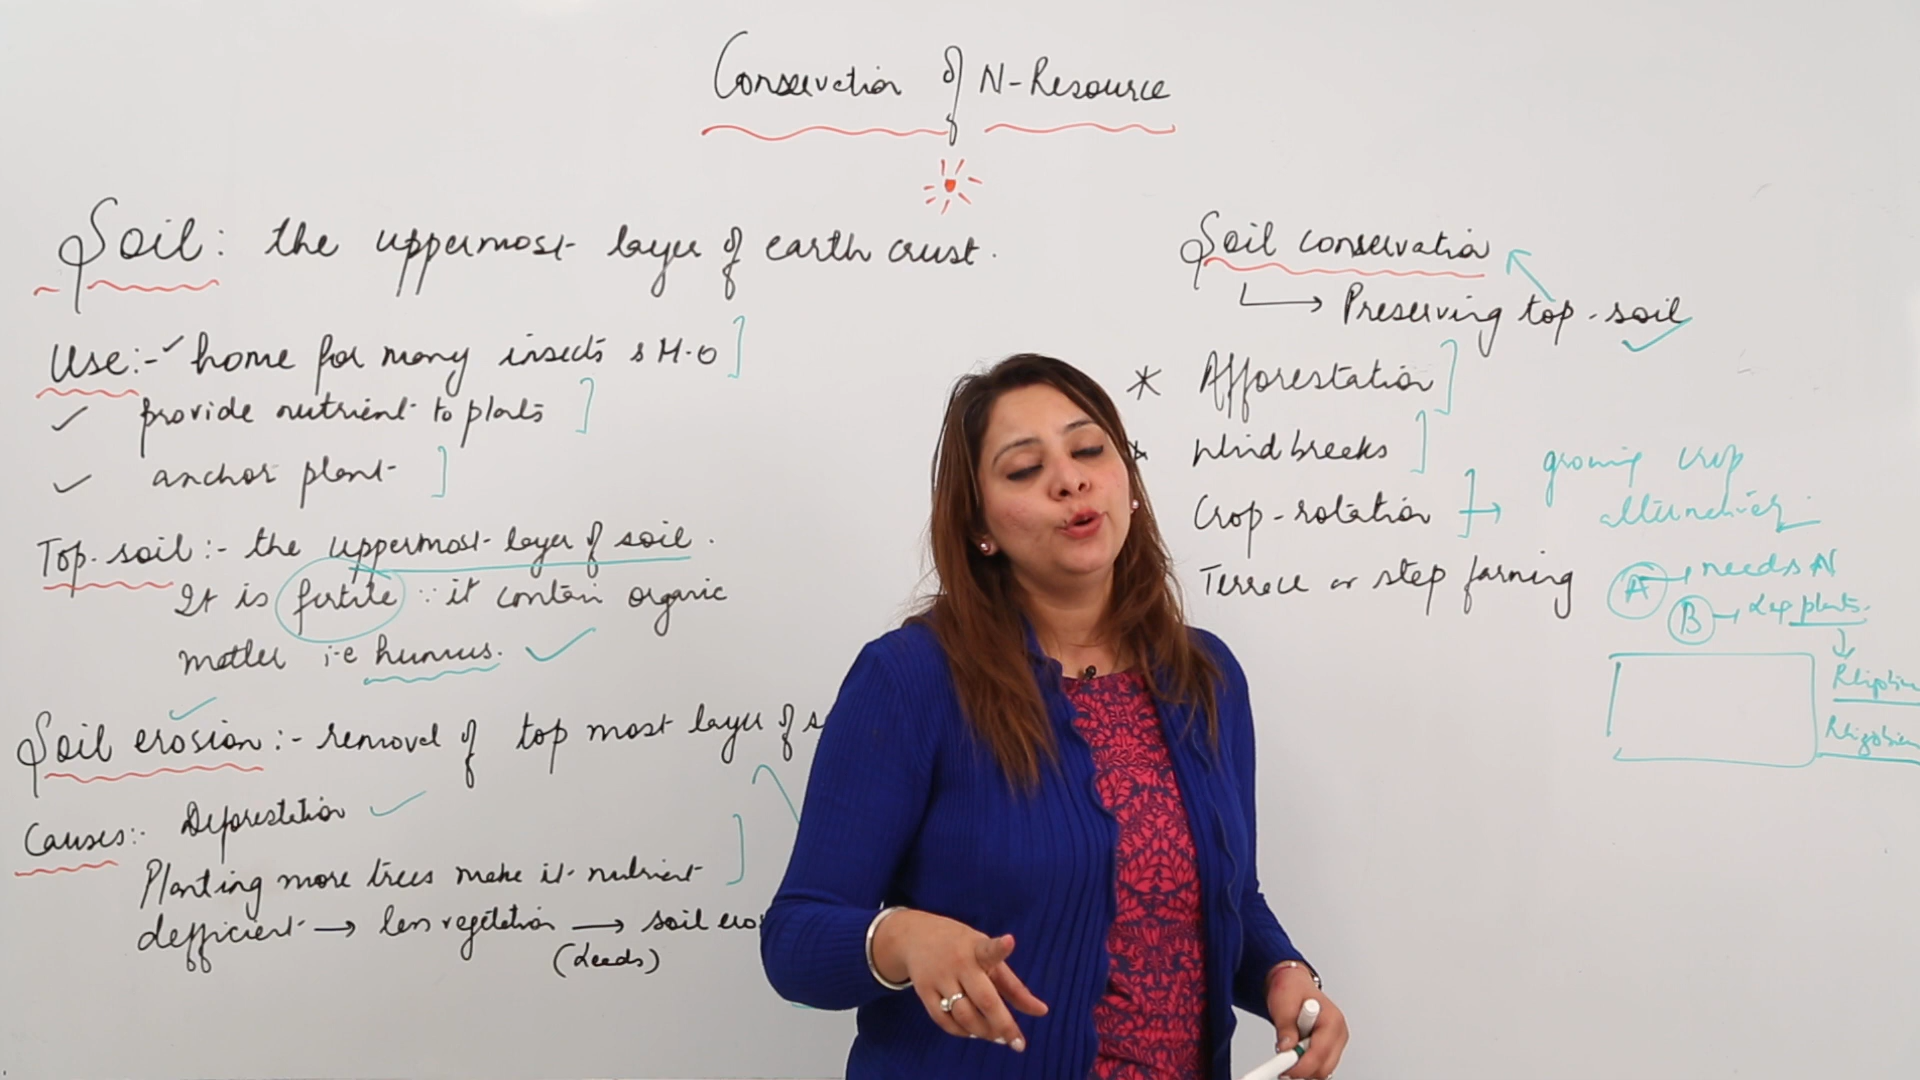 Conservation of N-Resource
Soil: the uppermost layer of earth crust.
Use:- home for many insects & M.O
provide nutrient to plants
anchor plant
Top-soil:- the uppermost layer of soil.
It is fertile ∵ it contain organic
matter i.e humus.
Soil erosion:- removal of top most layer of s
Causes:- Deforestation
Planting more trees make it nutrient
defficient → less vegetation → soil ero
(Leads)
Soil conservation
Preserving top-soil
* Afforestation
Wind breaks
Crop-rotation → growing crop
alternatively.
Terrace or step farming
A → needs N
B → Leg plants.
Rhizobium